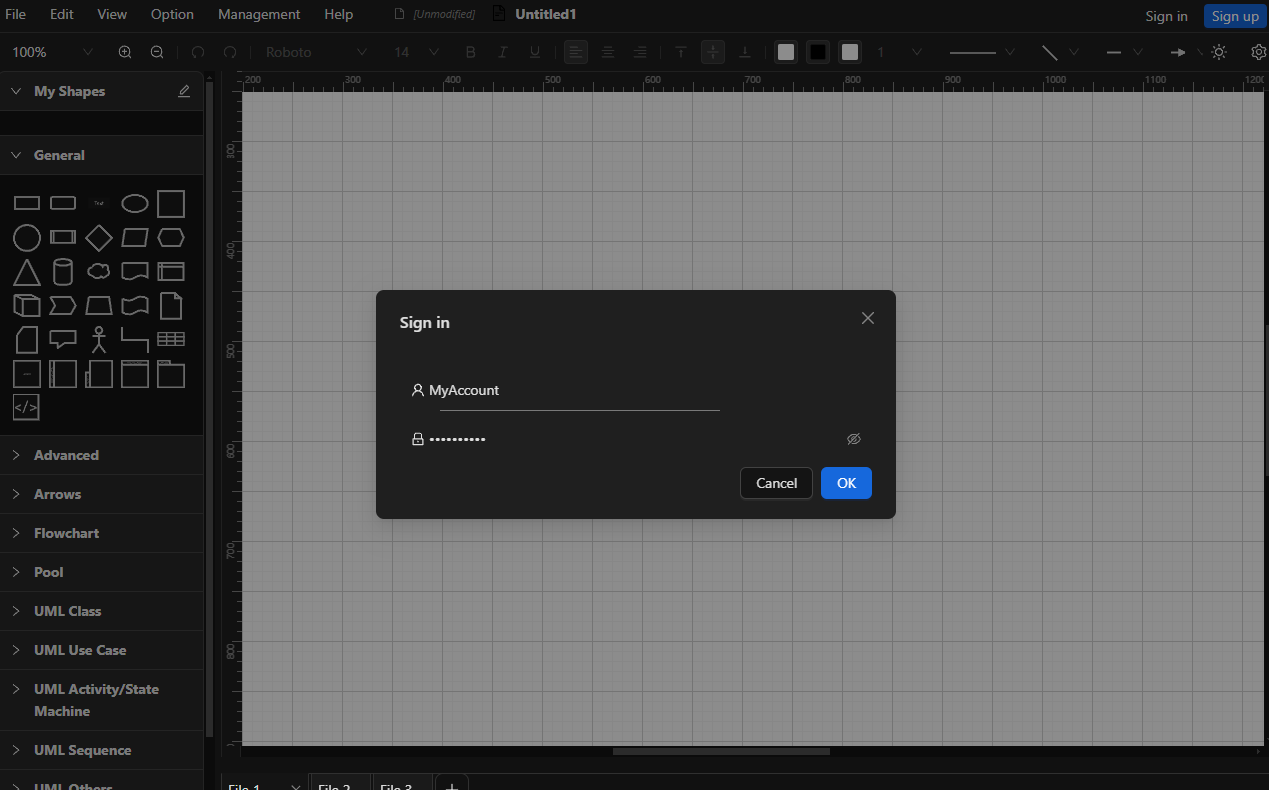 File Edit View Option Management Help [Unmodified] Untitled1 Sign in Sign up
100% Roboto 14 B I U 1
200 300 400 500 600 700 800 900 1000 1100 1200
My Shapes
General
Text
</>
Advanced
Arrows
Flowchart
Pool
UML Class
UML Use Case
UML Activity/State
Machine
UML Sequence
UML Others
300
400
500
600
700
800
Sign in
MyAccount
••••••••••
Cancel OK
File 1 File 2 File 3 +